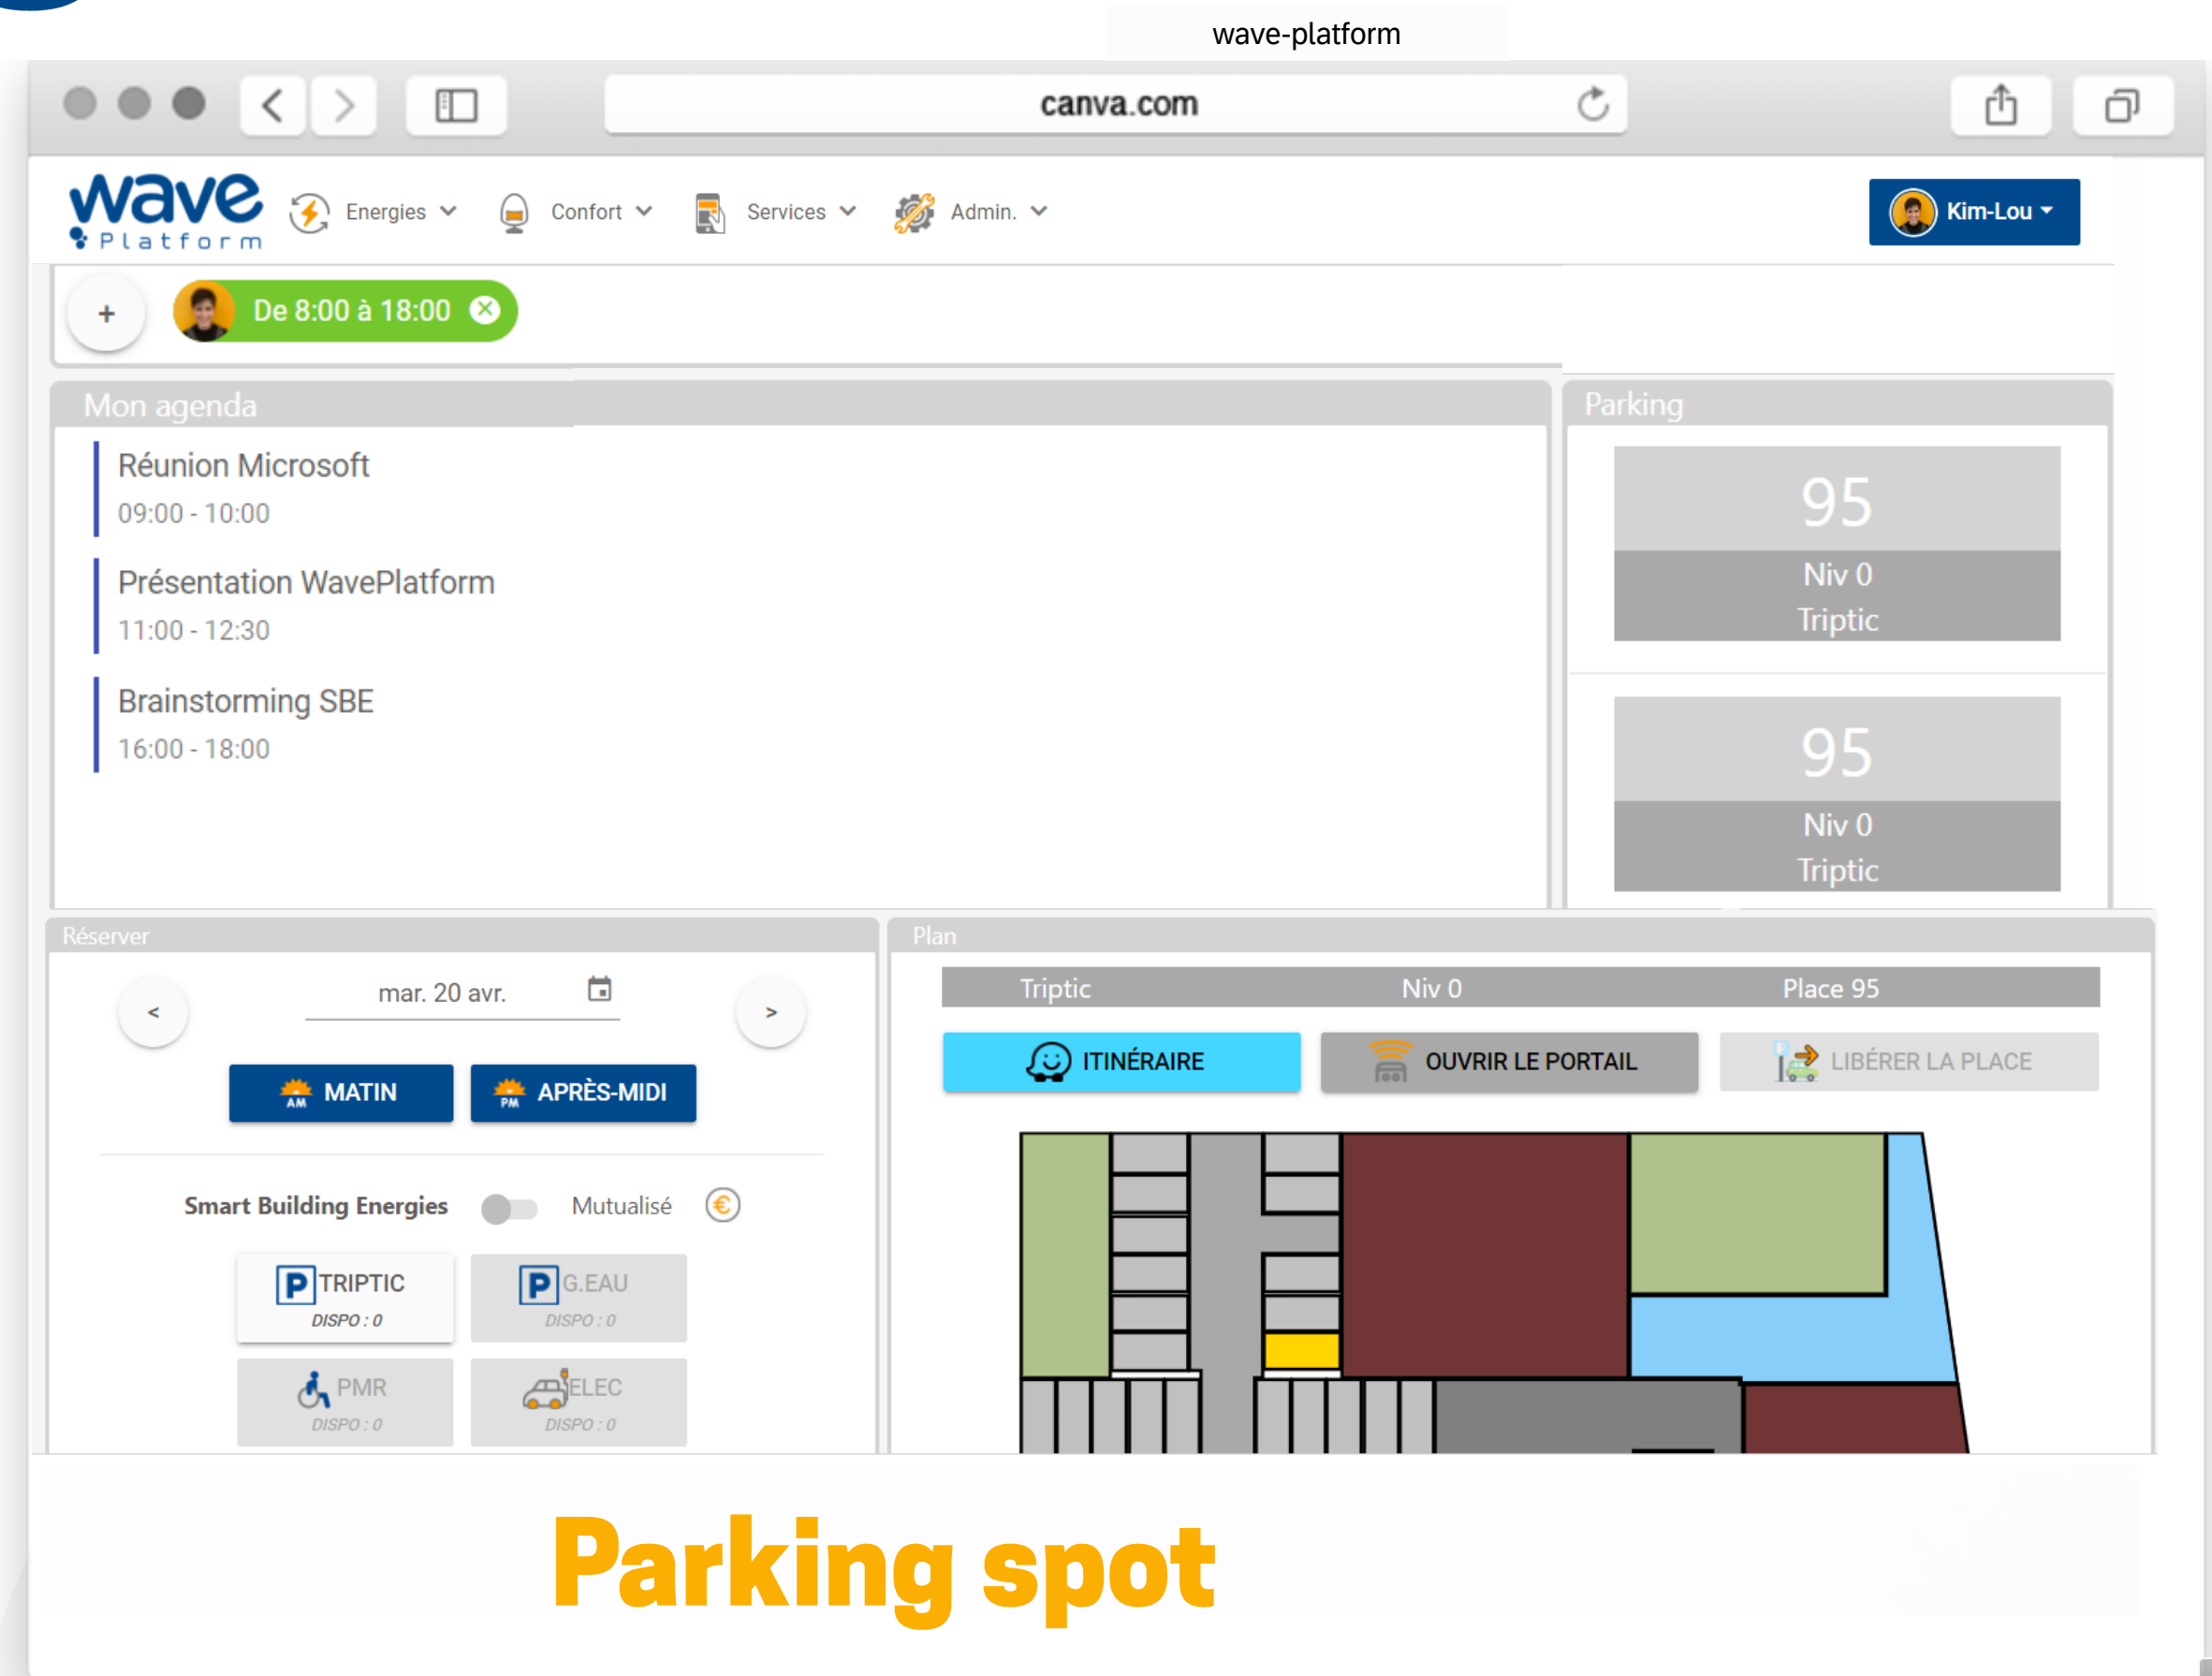 wave-platform
canva.com
wave
Platform
Energies
Confort
Services
Admin.
Kim-Lou
+
De 8:00 à 18:00
Mon agenda
Réunion Microsoft
09:00 - 10:00
Présentation WavePlatform
11:00 - 12:30
Brainstorming SBE
16:00 - 18:00
Parking
95
Niv 0
Triptic
95
Niv 0
Triptic
Réserver
< mar. 20 avr. >
AM MATIN
PM APRÈS-MIDI
Smart Building Energies Mutualisé €
P TRIPTIC
DISPO : 0
P G.EAU
DISPO : 0
PMR
DISPO : 0
ELEC
DISPO : 0
Plan
Triptic Niv 0 Place 95
ITINÉRAIRE
OUVRIR LE PORTAIL
P LIBÉRER LA PLACE
Parking spot